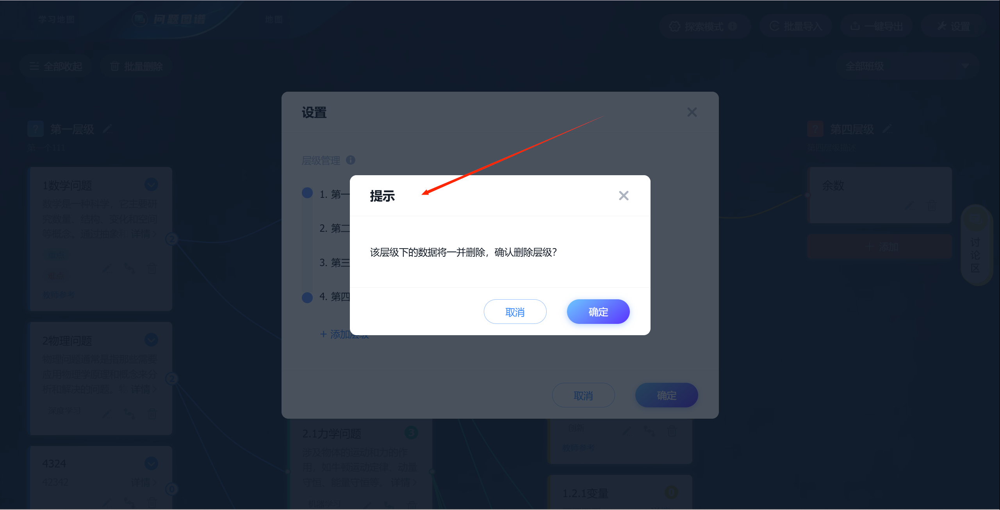 学习地图
问题图谱
地图
探索模式
批量导入
一键导出
设置
全部收起
批量删除
全部班级
第一层级
第一个111
1数学问题
数学是一种科学，它主要研
究数量、结构、变化和空间
等概念。通过抽象和 详情>
重点
难点
教师参考
2
2物理问题
物理问题通常是指那些需要
应用物理学原理和概念来分
析和解决的问题。物 详情>
深度学习
2
4324
42342 详情>
0
设置
层级管理
1. 第一
2. 第二
3. 第三
4. 第四
+ 添加层级
取消
确定
提示
该层级下的数据将一并删除，确认删除层级？
取消
确定
2.1力学问题
3
涉及物体的运动和力的作
用，如牛顿运动定律、动量
守恒、能量守恒等。 详情>
机器学习
创新
教师参考
1.2.1变量
0
第四层级
第四层级描述
余数
+ 添加
讨
论
区